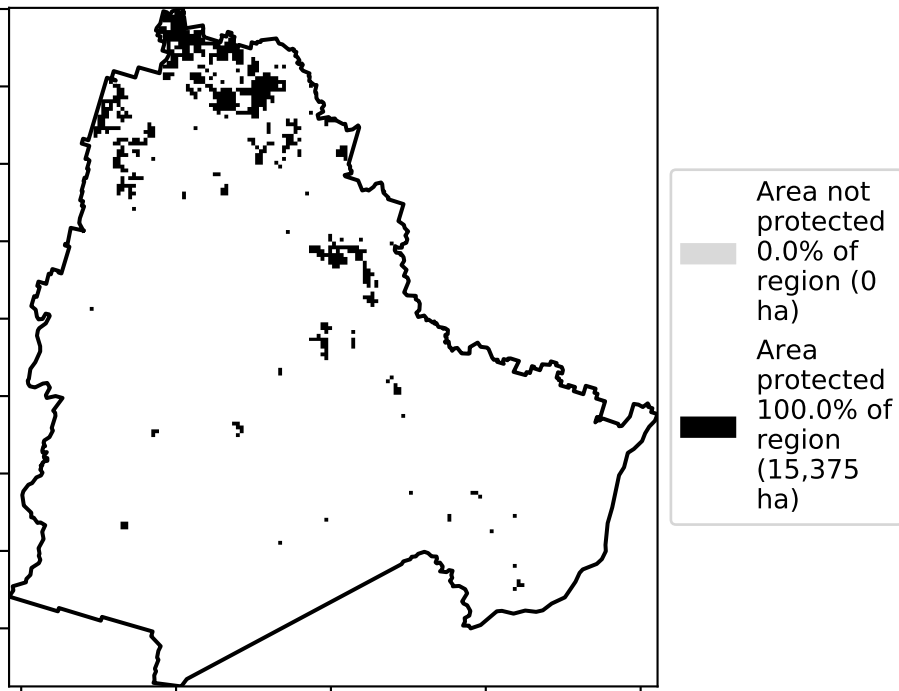 Area not
protected
0.0% of
region (0
ha)
Area
protected
100.0% of
region
(15,375
ha)